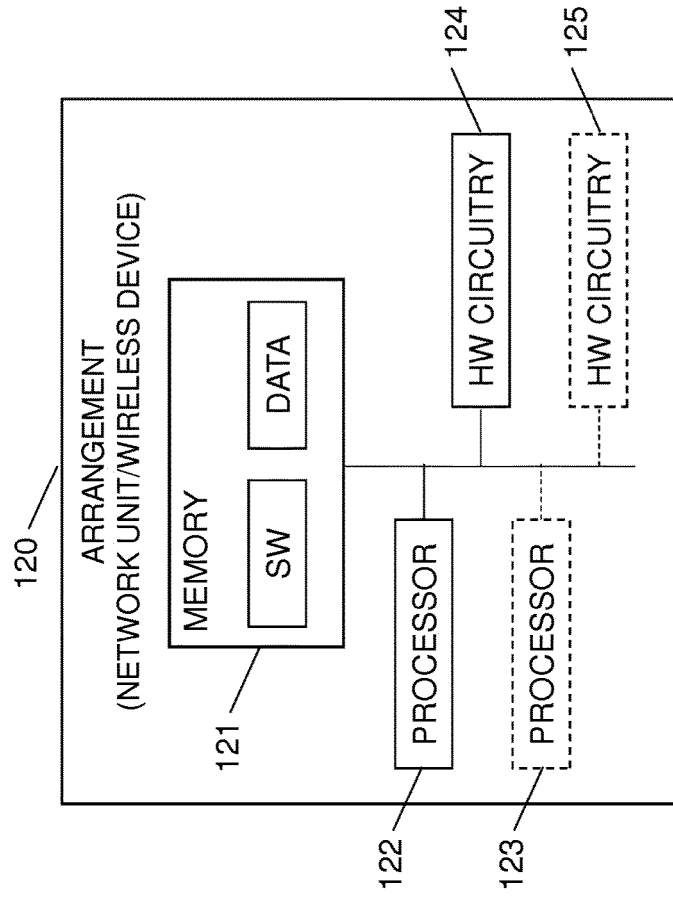 120
ARRANGEMENT
(NETWORK UNIT/WIRELESS DEVICE)
MEMORY
SW
DATA
121
122
PROCESSOR
HW CIRCUITRY
124
123
PROCESSOR
HW CIRCUITRY
125